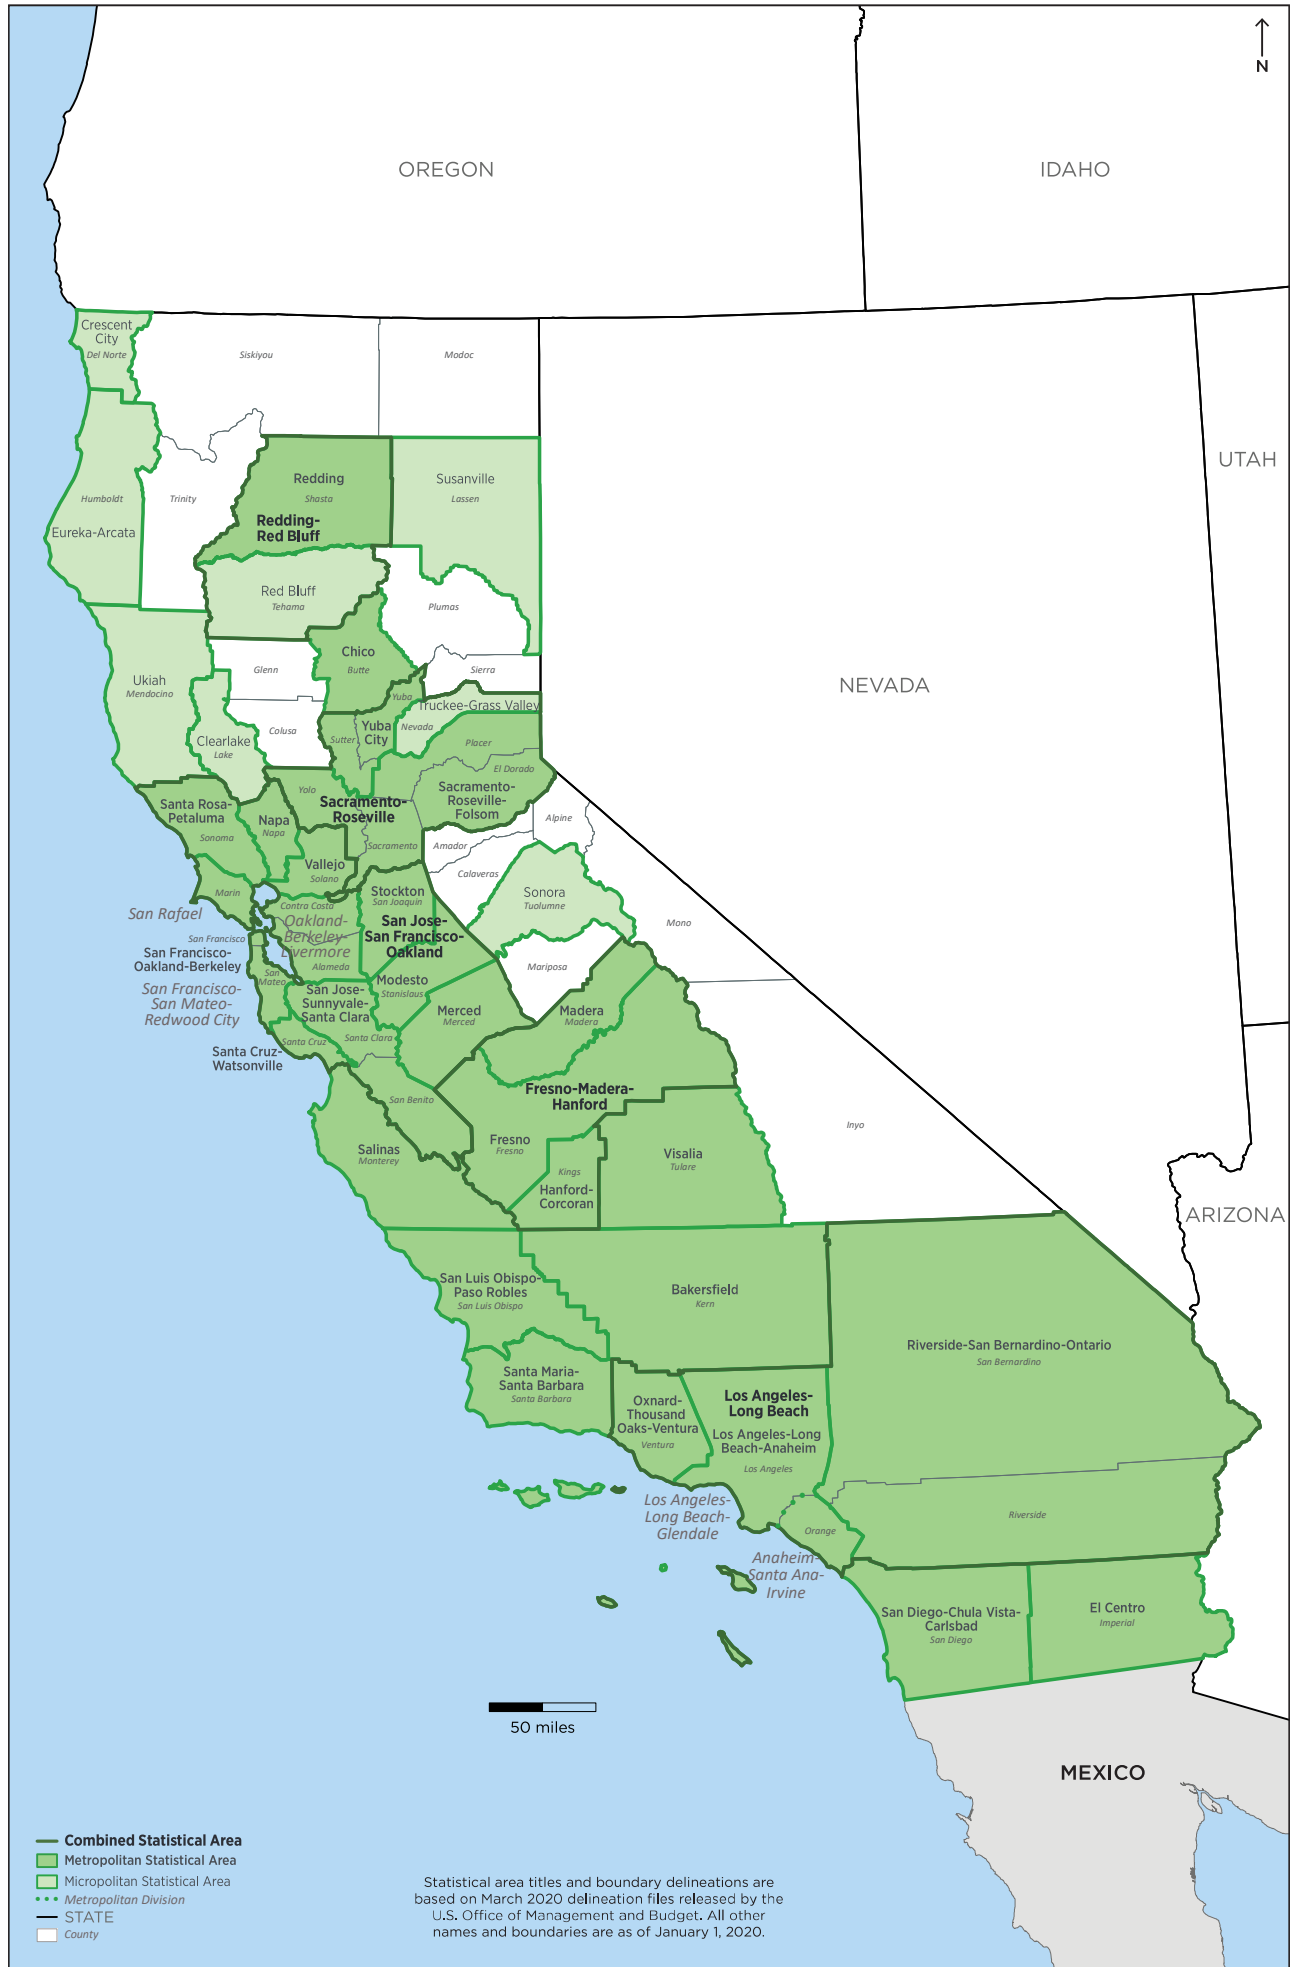 N
OREGON
IDAHO
Crescent
City
Del Norte
Siskiyou
Modoc
UTAH
Redding
Shasta
Susanville
Lassen
Humboldt
Trinity
Redding-
Red Bluff
Eureka-Arcata
Red Bluff
Tehama
Plumas
Chico
Butte
Glenn
Sierra
Ukiah
Mendocino
NEVADA
Yuba
Truckee-Grass Valley
Nevada
Colusa
Sutter
Yuba
City
Clearlake
Lake
Placer
El Dorado
Yolo
Sacramento-
Roseville
Sacramento-
Roseville-
Folsom
Santa Rosa-
Petaluma
Sonoma
Napa
Napa
Alpine
Sacramento
Amador
Vallejo
Solano
Calaveras
Marin
Stockton
San Joaquin
Sonora
Tuolumne
Contra Costa
San Rafael
Oakland-
Berkeley-
Livermore
San Jose-
San Francisco-
Oakland
Mono
San Francisco
San Francisco-
Oakland-Berkeley
Alameda
Mariposa
San
Mateo
Modesto
Stanislaus
San Francisco-
San Mateo-
Redwood City
San Jose-
Sunnyvale-
Santa Clara
Merced
Merced
Madera
Madera
Santa Cruz
Santa Clara
Santa Cruz-
Watsonville
San Benito
Fresno-Madera-
Hanford
Inyo
Salinas
Monterey
Fresno
Fresno
Visalia
Tulare
Kings
Hanford-
Corcoran
ARIZONA
San Luis Obispo-
Paso Robles
San Luis Obispo
Bakersfield
Kern
Riverside-San Bernardino-Ontario
San Bernardino
Santa Maria-
Santa Barbara
Santa Barbara
Oxnard-
Thousand
Oaks-Ventura
Ventura
Los Angeles-
Long Beach
Los Angeles-Long
Beach-Anaheim
Los Angeles
Los Angeles-
Long Beach-
Glendale
Orange
Riverside
Anaheim-
Santa Ana-
Irvine
San Diego-Chula Vista-
Carlsbad
San Diego
El Centro
Imperial
50 miles
MEXICO
Combined Statistical Area
Metropolitan Statistical Area
Micropolitan Statistical Area
Metropolitan Division
STATE
County
Statistical area titles and boundary delineations are
based on March 2020 delineation files released by the
U.S. Office of Management and Budget. All other
names and boundaries are as of January 1, 2020.